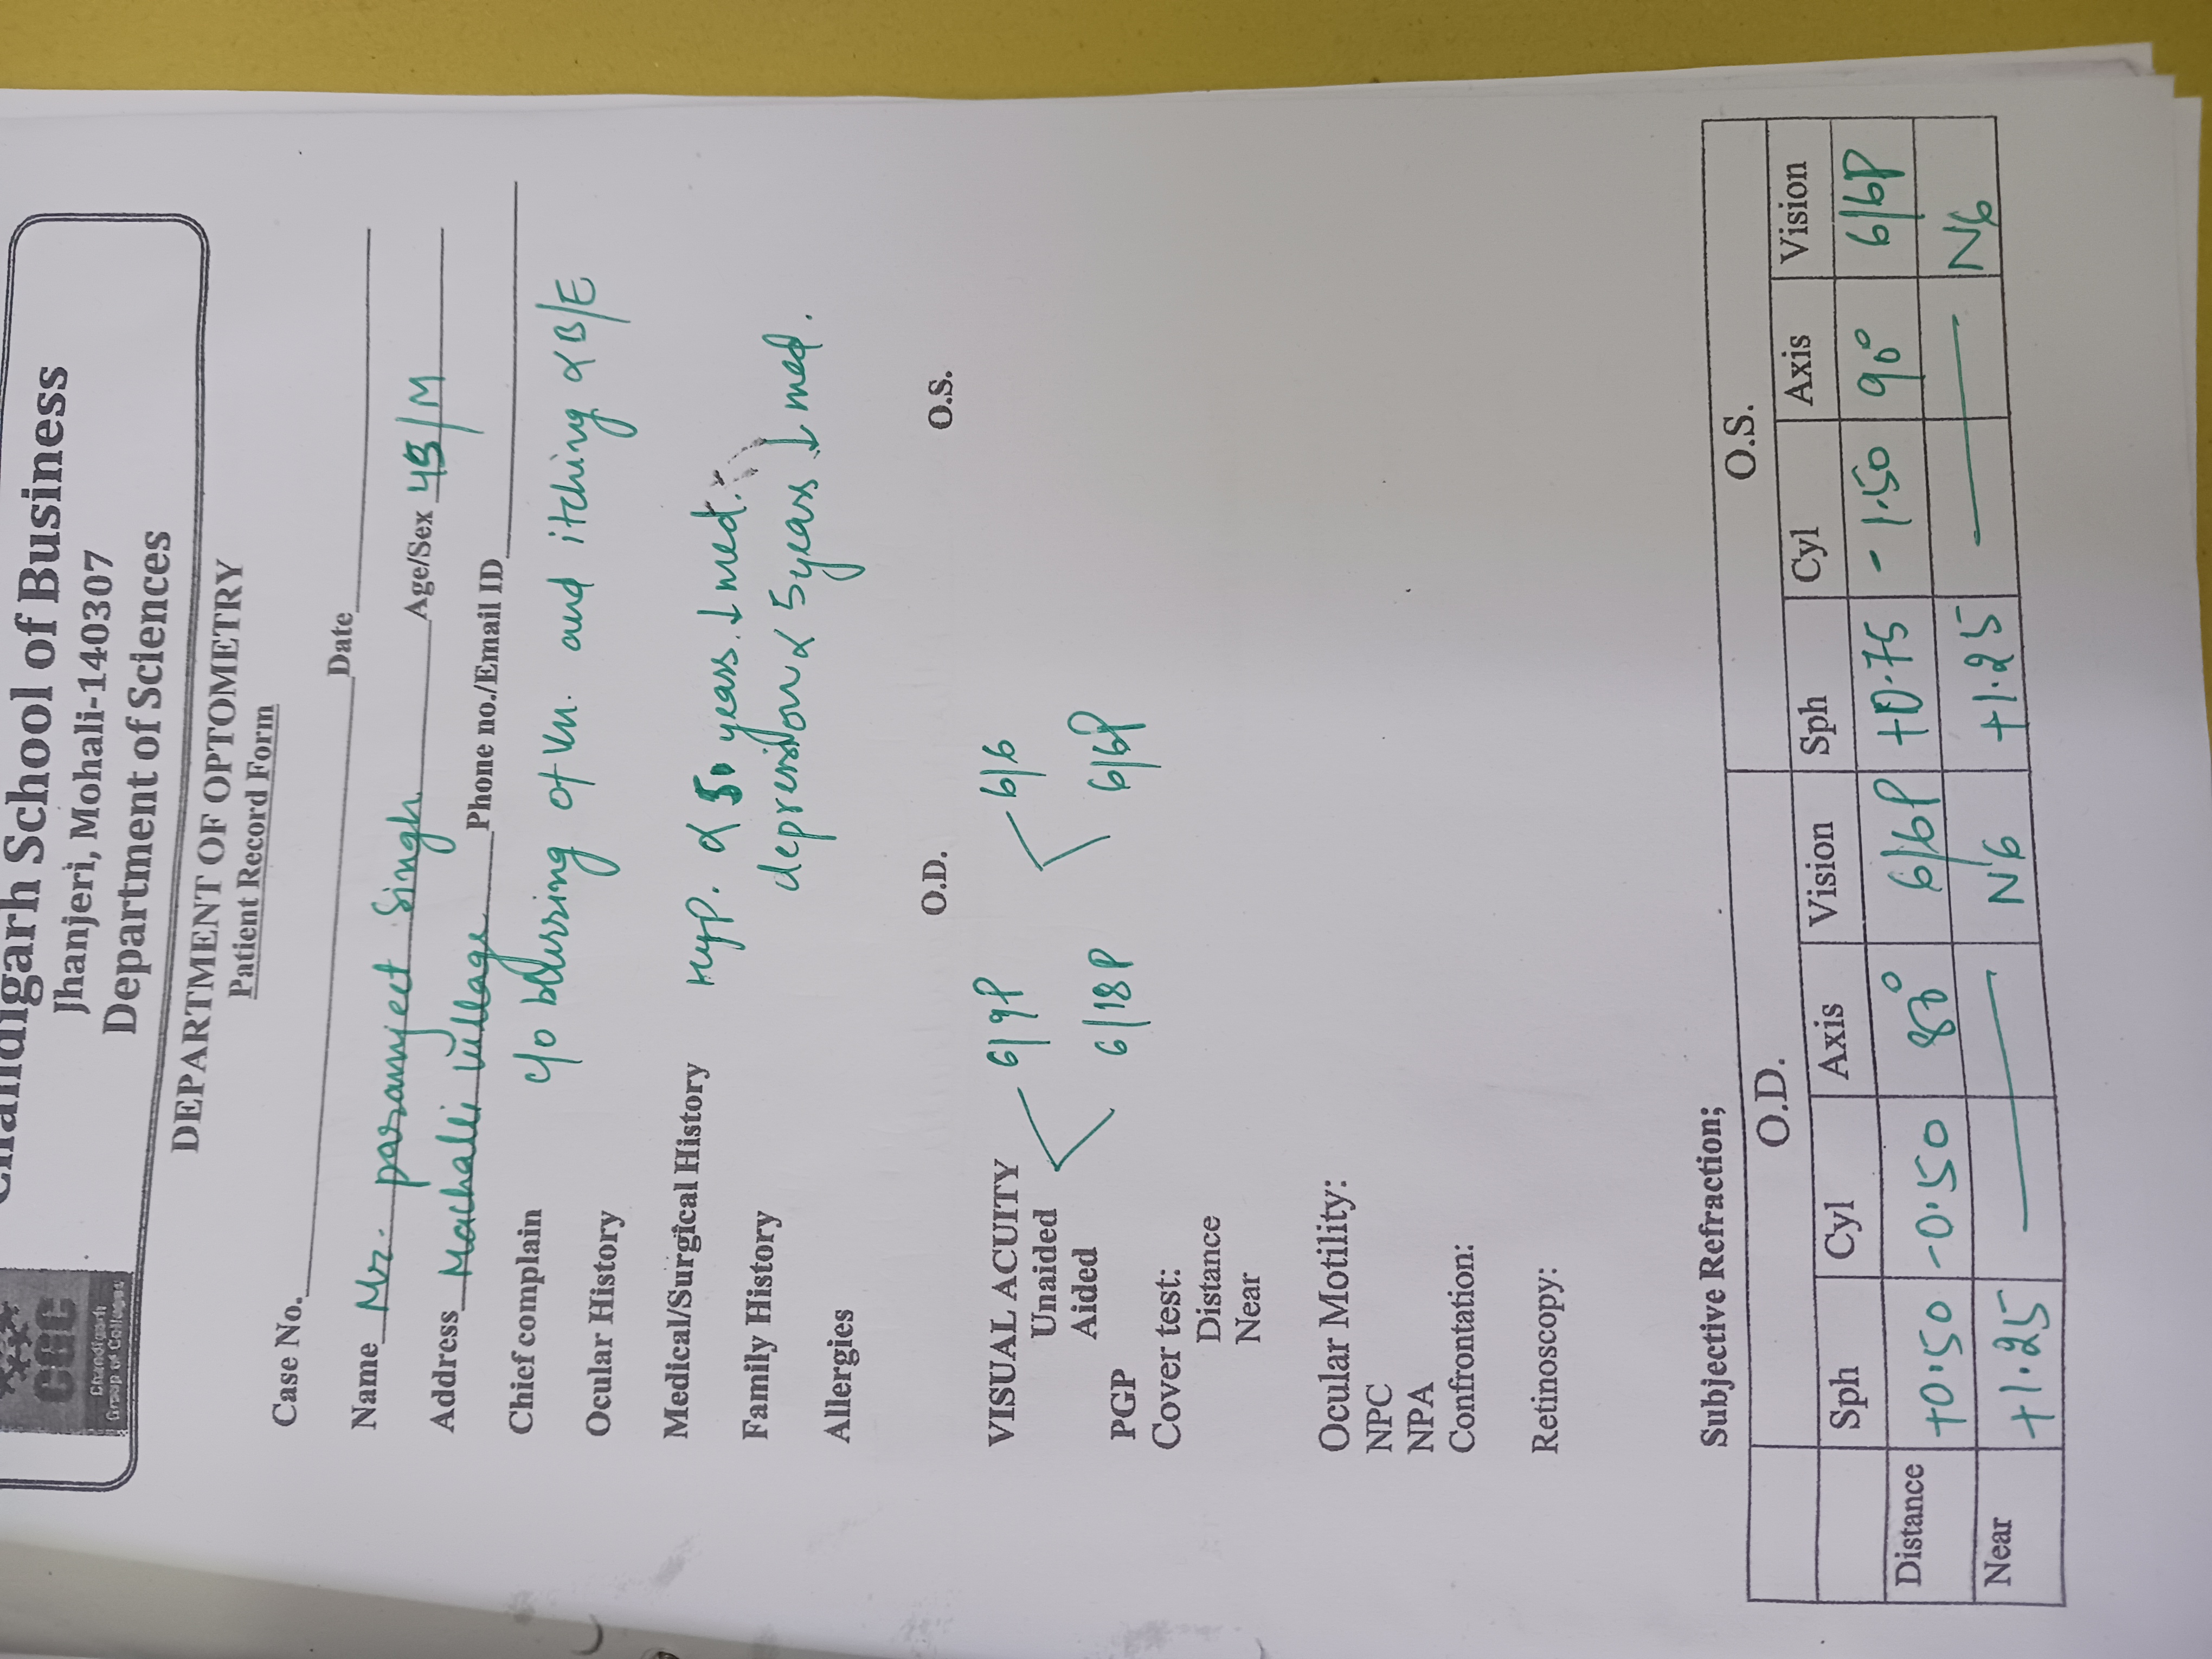 Chandigarh School of Business
CGC
Chandigarh
Group of Colleges
Jhanjeri, Mohali-140307
Department of Sciences
DEPARTMENT OF OPTOMETRY
Patient Record Form
Case No. Date
Name Mr. paramjeet Singh Age/Sex 45/M
Address Machalli Village Phone no./Email ID
Chief complain c/o blurring of Vn. and itching α B/E
Ocular History
Medical/Surgical History Hyp. α years. ↓ med.
depression α 5 years ↓ med.
Family History
Allergies
O.D. O.S.
VISUAL ACUITY 6/9P 6/6
Unaided
Aided 6/18P 6/6P
PGP
Cover test:
Distance
Near
Ocular Motility:
NPC
NPA
Confrontation:
Retinoscopy:
Subjective Refraction;
O.D. O.S.
Sph Cyl Axis Vision Sph Cyl Axis Vision
Distance +0.50 -0.50 80° 6/6P +0.75 -1.50 90° 6/6P
Near +1.25 — N6 +1.25 — N6